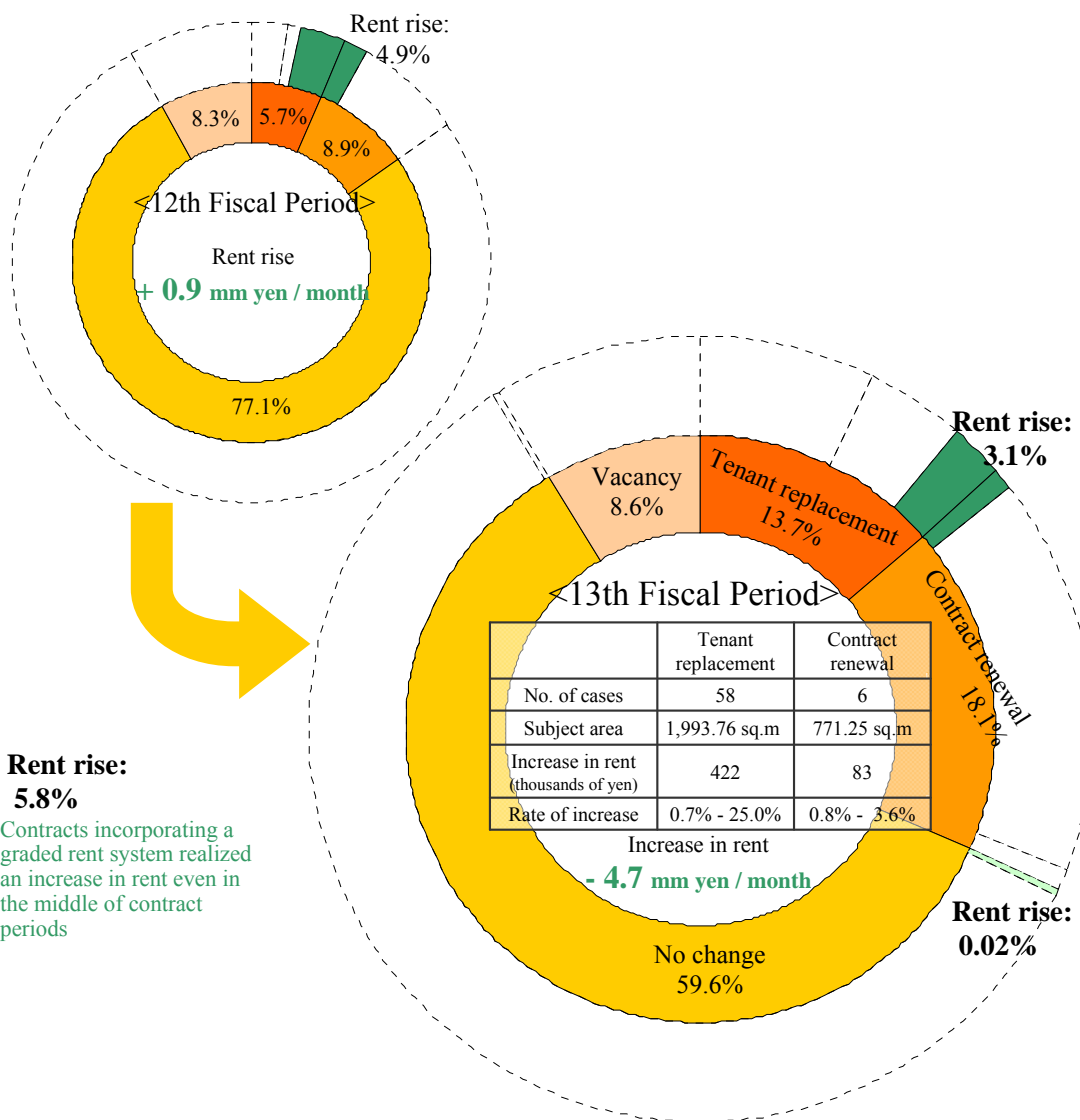 Rent rise:
4.9%
8.3%
5.7%
8.9%
<12th Fiscal Period>
Rent rise
+ 0.9 mm yen / month
77.1%
Rent rise:
3.1%
Vacancy
8.6%
Tenant replacement
13.7%
Contract renewal
18.1%
<13th Fiscal Period>
Tenant replacement Contract renewal
No. of cases 58 6
Subject area 1,993.76 sq.m 771.25 sq.m
Increase in rent (thousands of yen) 422 83
Rate of increase 0.7% - 25.0% 0.8% - 3.6%
Increase in rent
- 4.7 mm yen / month
Rent rise:
5.8%
Contracts incorporating a
graded rent system realized
an increase in rent even in
the middle of contract
periods
Rent rise:
0.02%
No change
59.6%